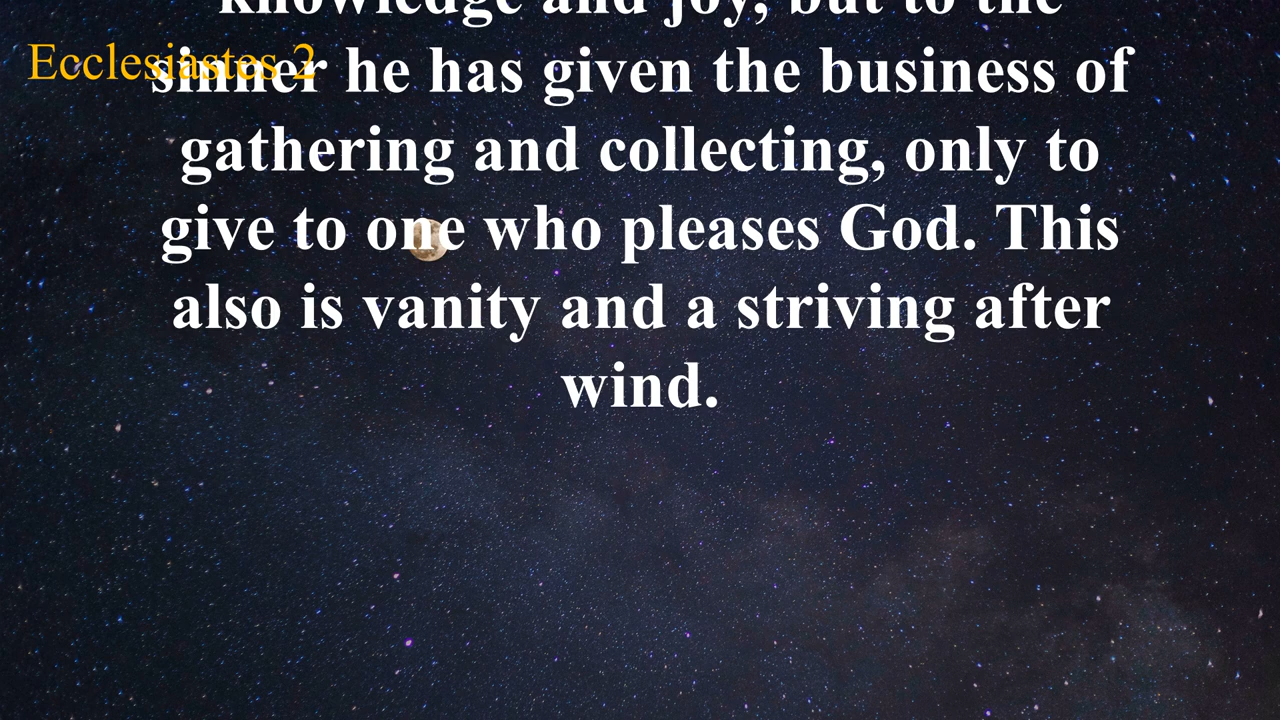 knowledge and joy, but to the
Ecclesiastes 2
sinner he has given the business of
gathering and collecting, only to
give to one who pleases God. This
also is vanity and a striving after
wind.